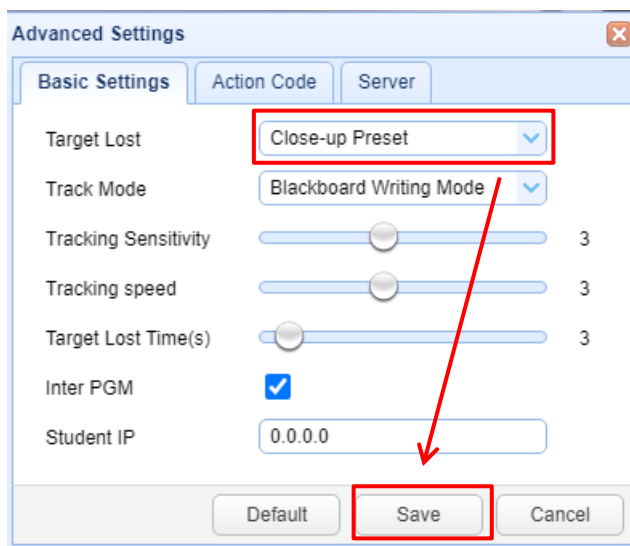 Advanced Settings
Basic Settings Action Code Server
Target Lost Close-up Preset
Track Mode Blackboard Writing Mode
Tracking Sensitivity 3
Tracking speed 3
Target Lost Time(s) 3
Inter PGM
Student IP 0.0.0.0
Default Save Cancel